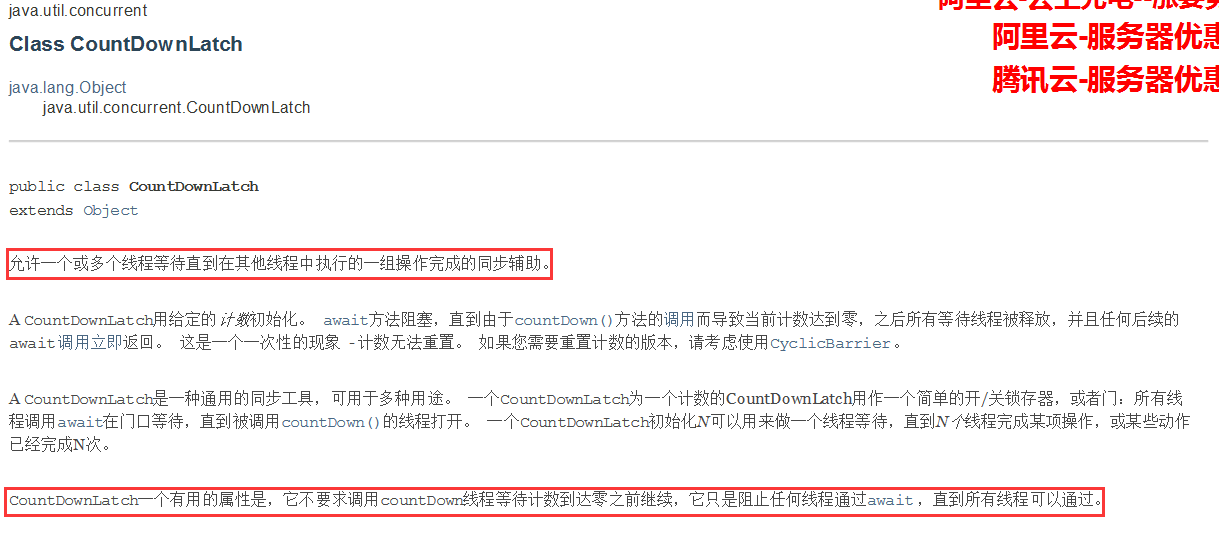 java.util.concurrent
Class CountDownLatch
java.lang.Object
java.util.concurrent.CountDownLatch
阿里云-服务器优惠
腾讯云-服务器优惠
public class CountDownLatch
extends Object
允许一个或多个线程等待直到在其他线程中执行的一组操作完成的同步辅助。
A CountDownLatch用给定的计数初始化。 await方法阻塞，直到由于countDown()方法的调用而导致当前计数达到零，之后所有等待线程被释放，并且任何后续的
await调用立即返回。 这是一个一次性的现象 - 计数无法重置。 如果您需要重置计数的版本，请考虑使用CyclicBarrier 。
A CountDownLatch是一种通用的同步工具，可用于多种用途。 一个CountDownLatch为一个计数的CountDownLatch用作一个简单的开/关锁存器，或者门：所有线
程调用await在门口等待，直到被调用countDown()的线程打开。 一个CountDownLatch初始化N可以用来做一个线程等待，直到N个线程完成某项操作，或某些动作
已经完成N次。
CountDownLatch一个有用的属性是，它不要求调用countDown线程等待计数到达零之前继续，它只是阻止任何线程通过await ，直到所有线程可以通过。